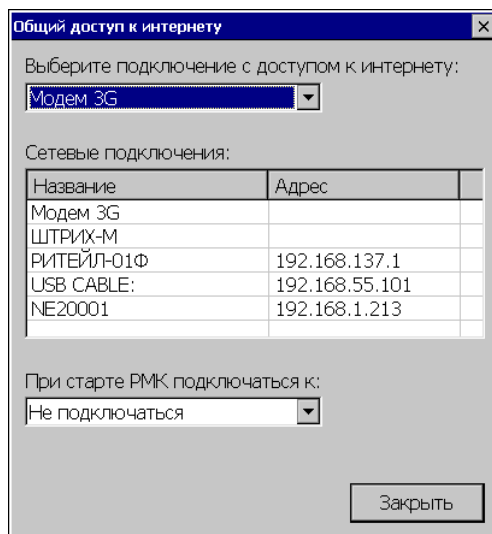 Общий доступ к интернету
Выберите подключение с доступом к интернету:
Модем 3G
Сетевые подключения:
Название Адрес
Модем 3G
ШТРИХ-М
РИТЕЙЛ-01Ф 192.168.137.1
USB CABLE: 192.168.55.101
NE20001 192.168.1.213
При старте РМК подключаться к:
Не подключаться
Закрыть